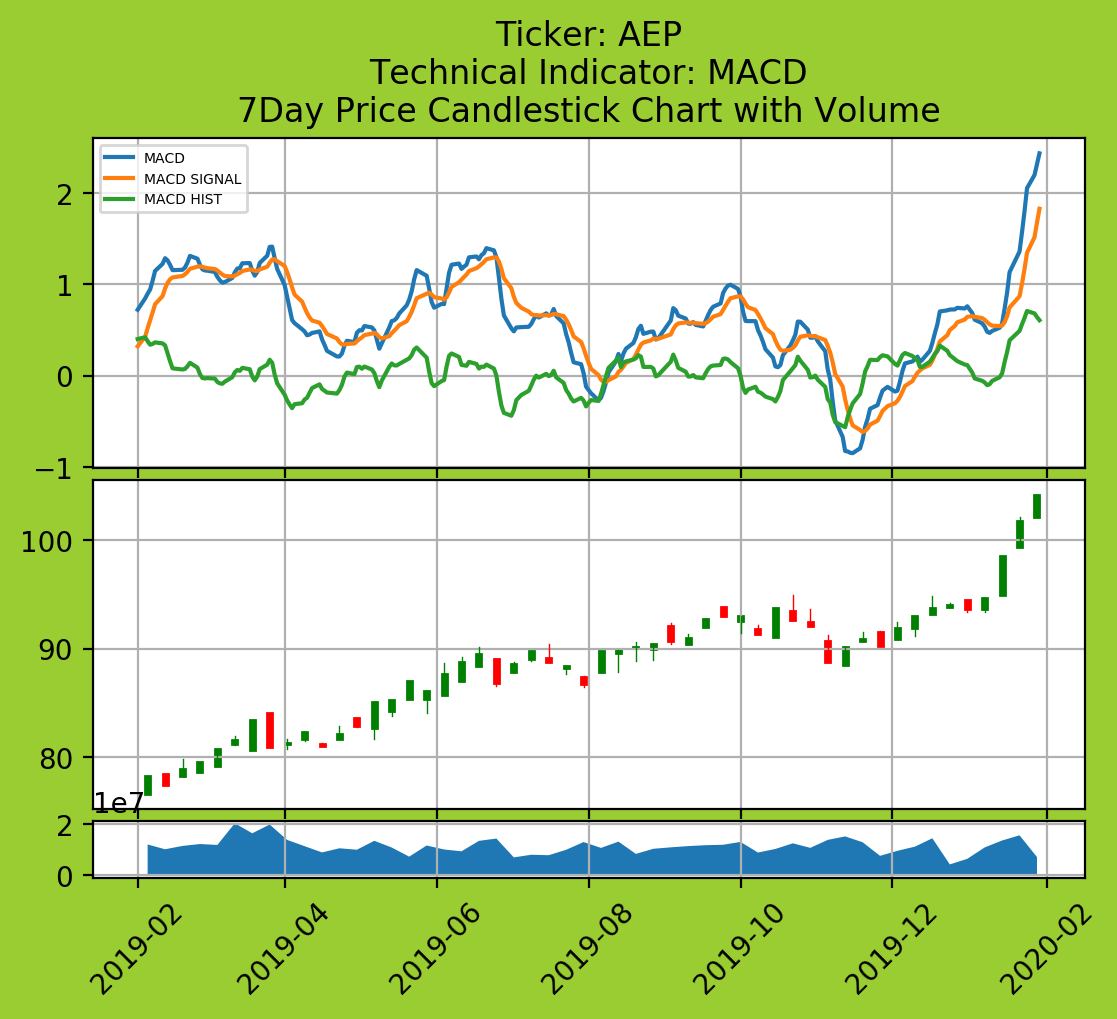 Ticker: AEP
Technical Indicator: MACD
7Day Price Candlestick Chart with Volume
MACD
MACD SIGNAL
MACD HIST
2
1
0
−1
100
90
80
1e7
2
0
2019-02
2019-04
2019-06
2019-08
2019-10
2019-12
2020-02